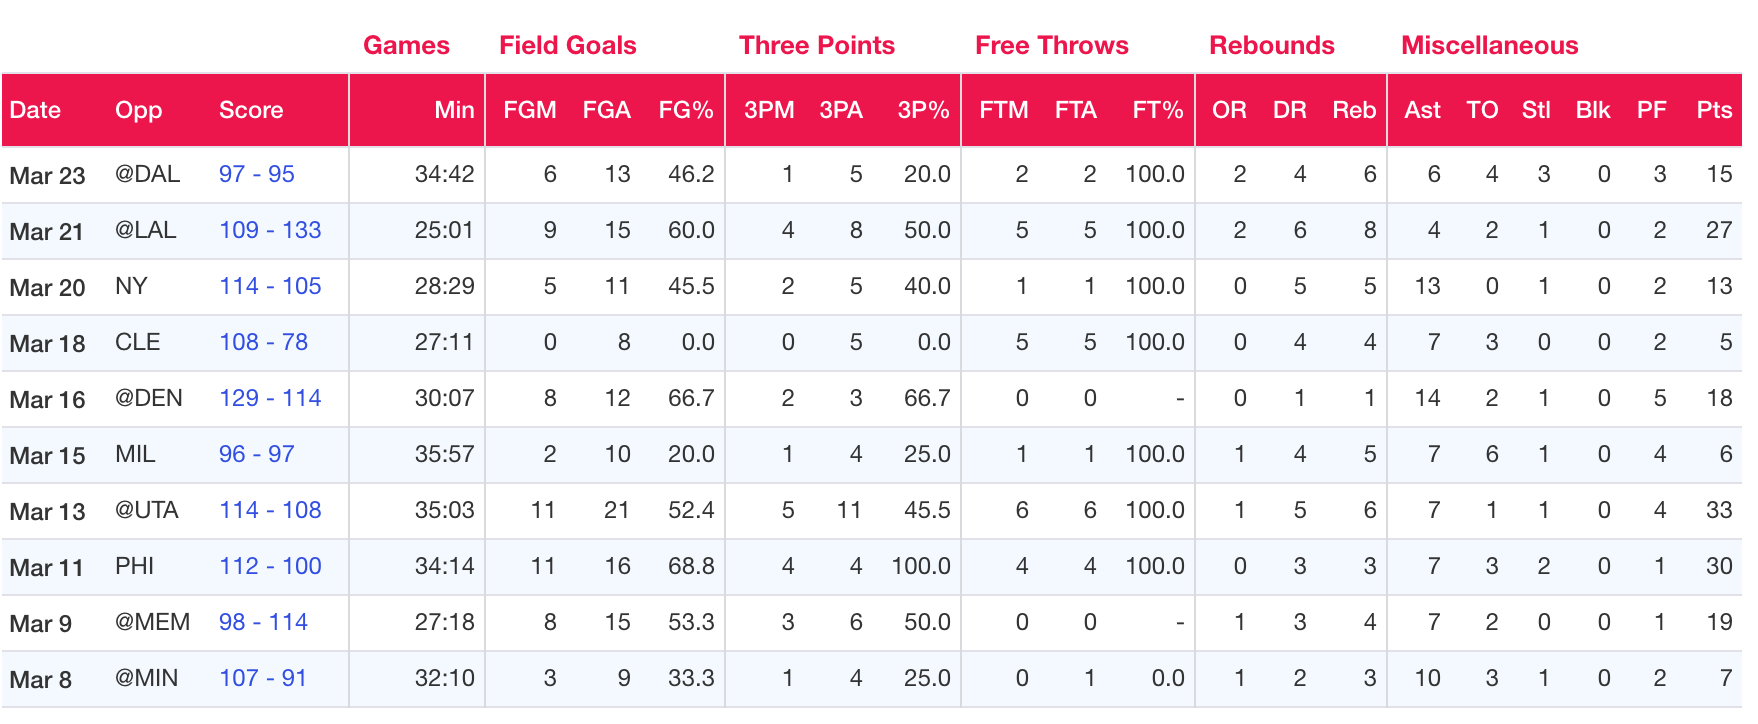 Games Field Goals Three Points Free Throws Rebounds Miscellaneous
Date Opp Score Min FGM FGA FG% 3PM 3PA 3P% FTM FTA FT% OR DR Reb Ast TO Stl Blk PF Pts
Mar 23 @DAL 97 - 95 34:42 6 13 46.2 1 5 20.0 2 2 100.0 2 4 6 6 4 3 0 3 15
Mar 21 @LAL 109 - 133 25:01 9 15 60.0 4 8 50.0 5 5 100.0 2 6 8 4 2 1 0 2 27
Mar 20 NY 114 - 105 28:29 5 11 45.5 2 5 40.0 1 1 100.0 0 5 5 13 0 1 0 2 13
Mar 18 CLE 108 - 78 27:11 0 8 0.0 0 5 0.0 5 5 100.0 0 4 4 7 3 0 0 2 5
Mar 16 @DEN 129 - 114 30:07 8 12 66.7 2 3 66.7 0 0 - 0 1 1 14 2 1 0 5 18
Mar 15 MIL 96 - 97 35:57 2 10 20.0 1 4 25.0 1 1 100.0 1 4 5 7 6 1 0 4 6
Mar 13 @UTA 114 - 108 35:03 11 21 52.4 5 11 45.5 6 6 100.0 1 5 6 7 1 1 0 4 33
Mar 11 PHI 112 - 100 34:14 11 16 68.8 4 4 100.0 4 4 100.0 0 3 3 7 3 2 0 1 30
Mar 9 @MEM 98 - 114 27:18 8 15 53.3 3 6 50.0 0 0 - 1 3 4 7 2 0 0 1 19
Mar 8 @MIN 107 - 91 32:10 3 9 33.3 1 4 25.0 0 1 0.0 1 2 3 10 3 1 0 2 7